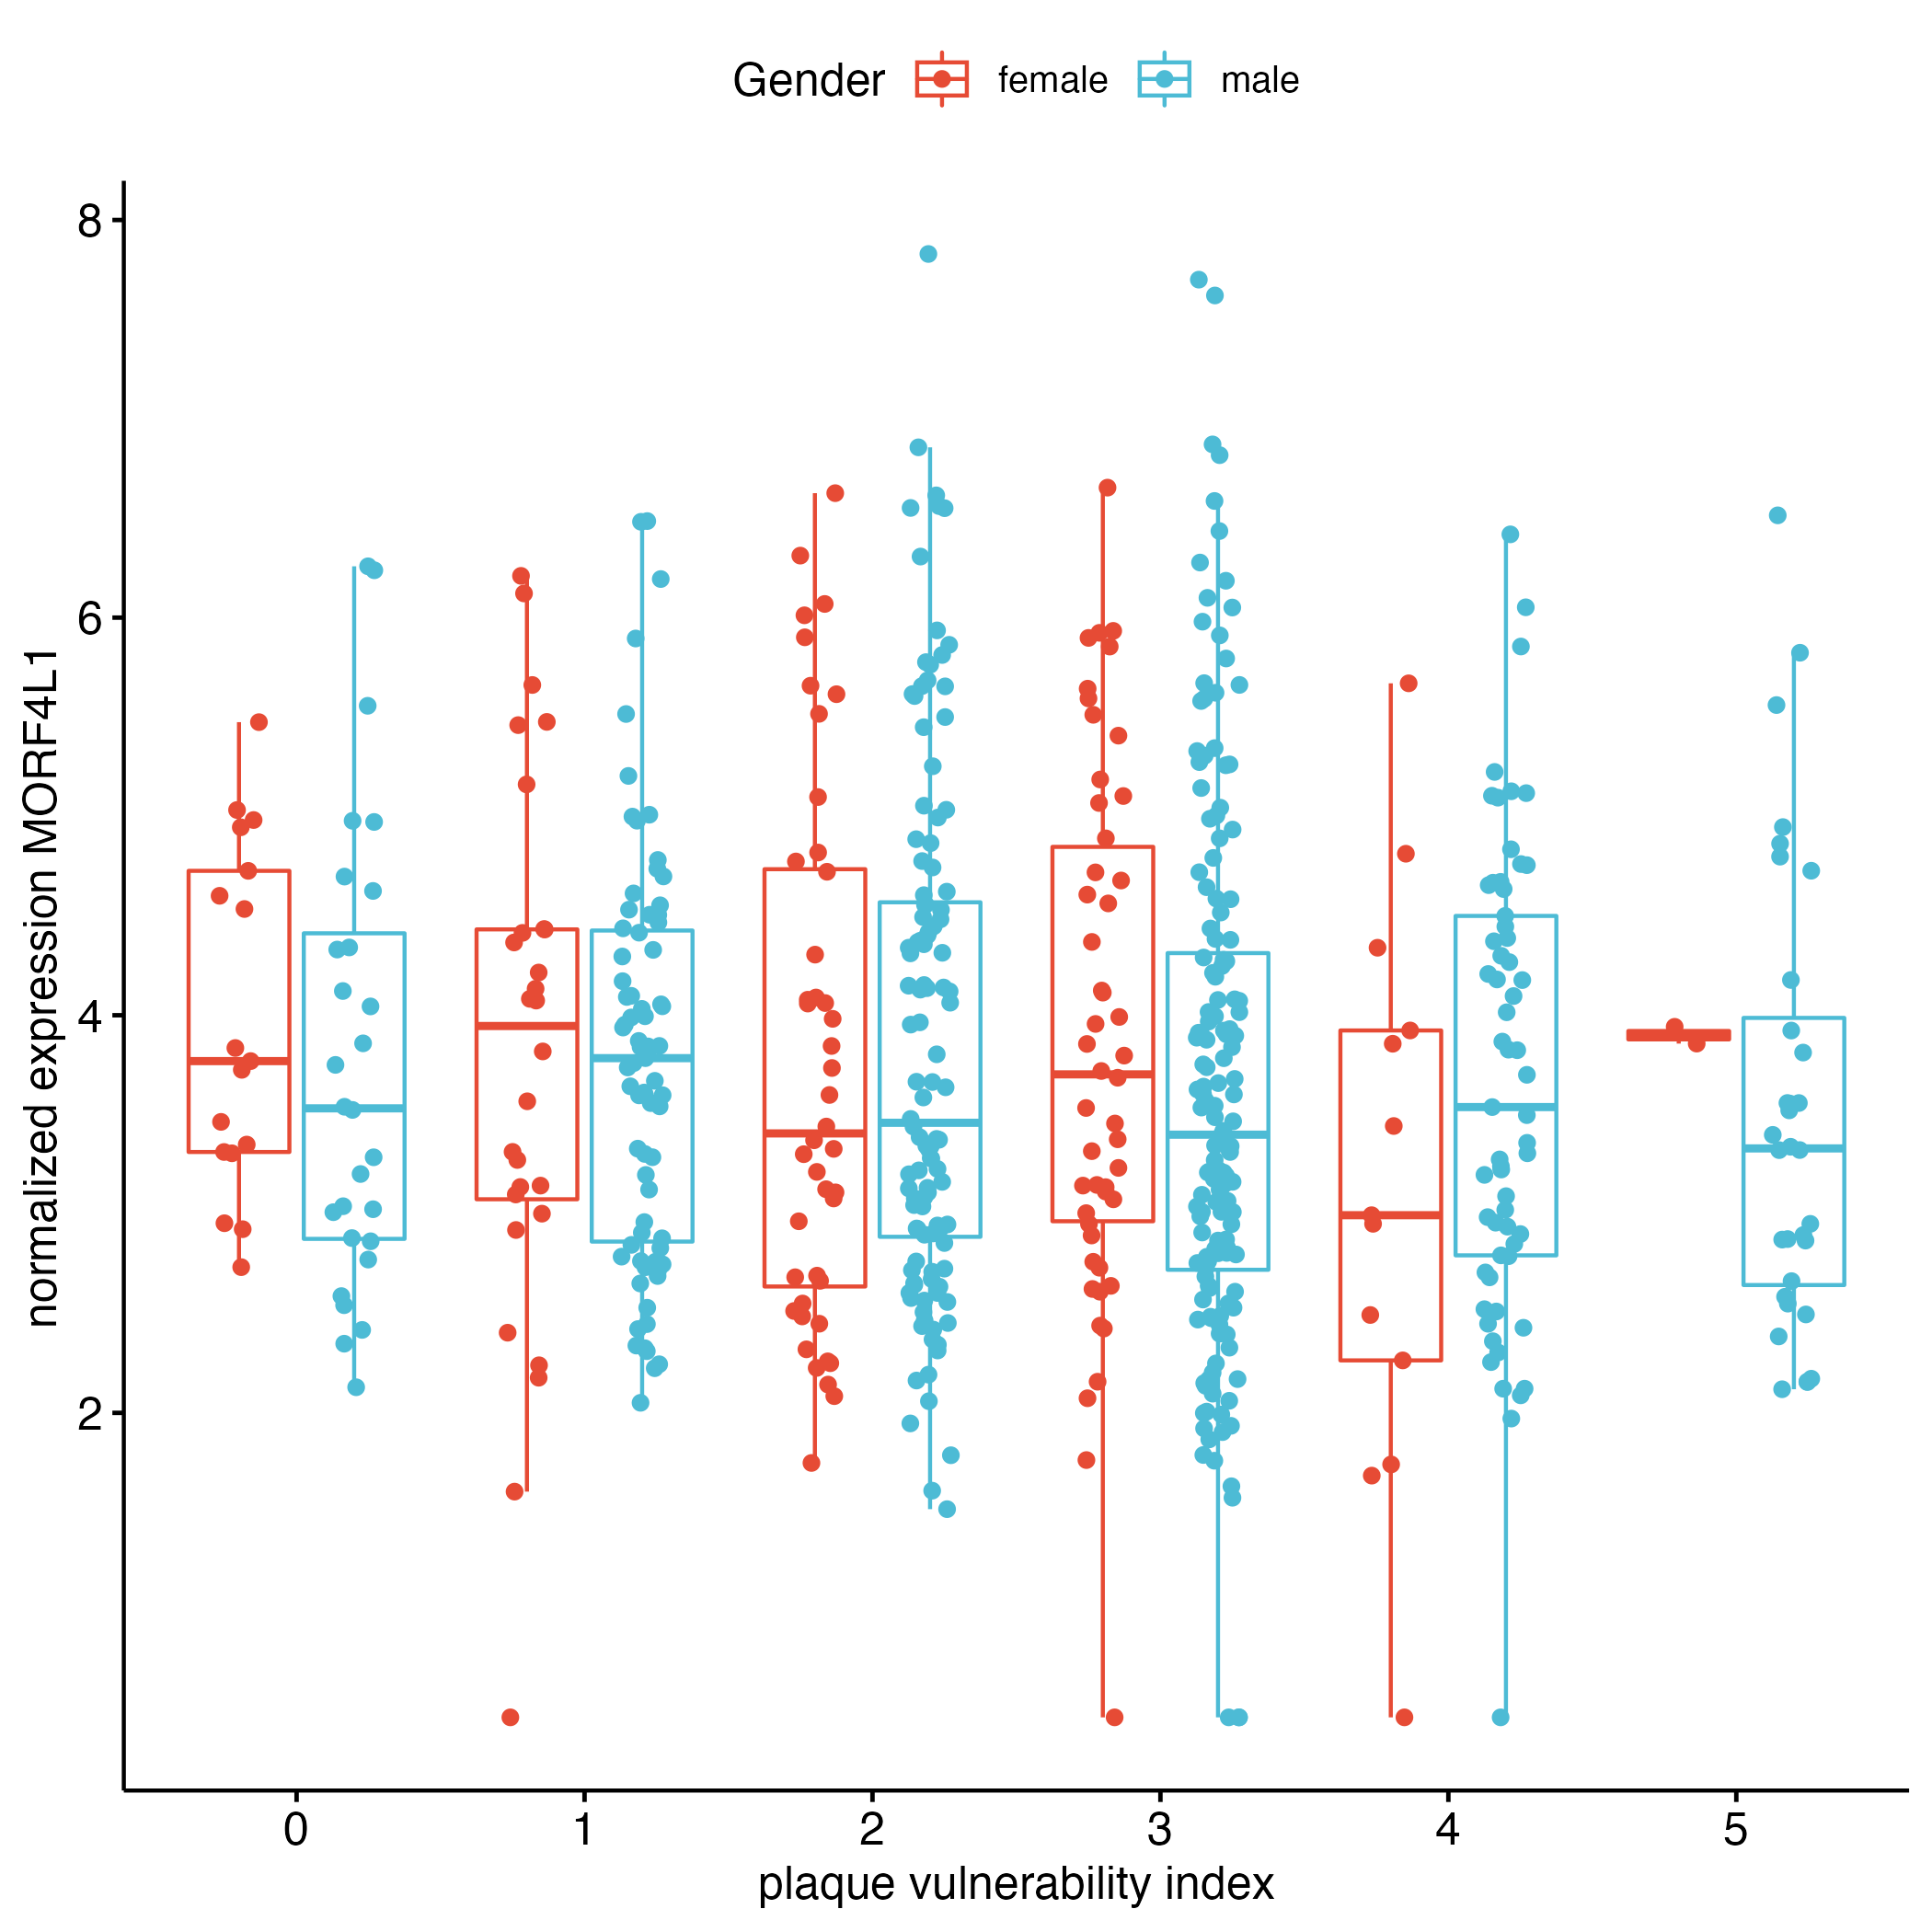 Gender female male
normalized expression MORF4L1
8
6
4
2
0 1 2 3 4 5
plaque vulnerability index